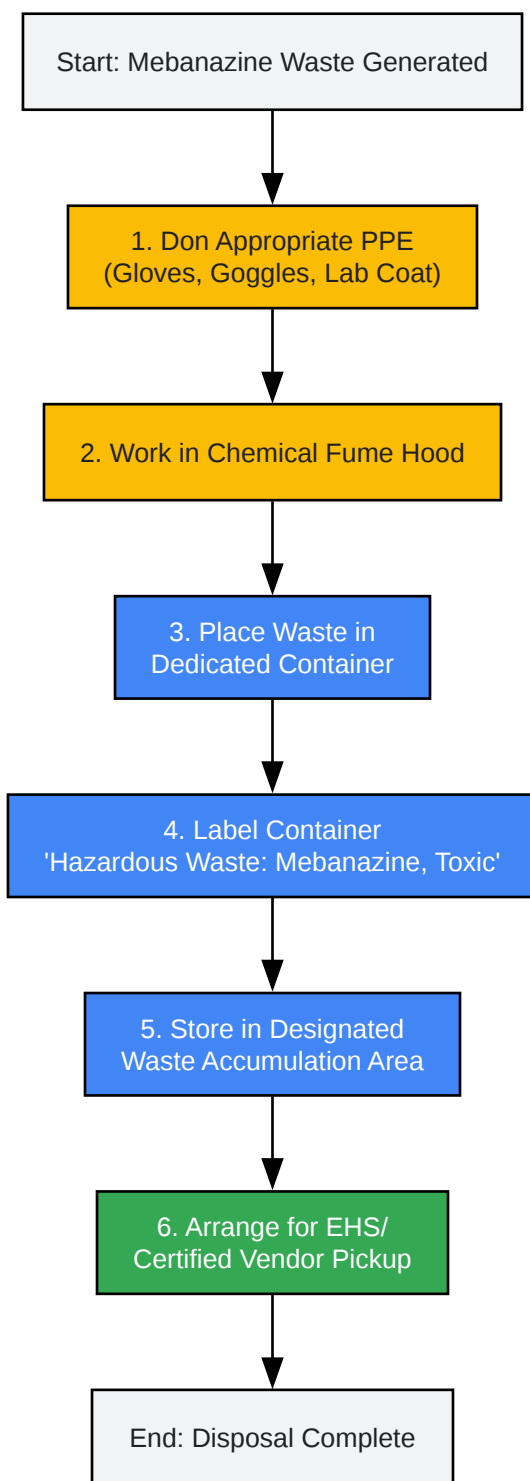 Start: Mebanazine Waste Generated
1. Don Appropriate PPE
(Gloves, Goggles, Lab Coat)
2. Work in Chemical Fume Hood
3. Place Waste in
Dedicated Container
4. Label Container
'Hazardous Waste: Mebanazine, Toxic'
5. Store in Designated
Waste Accumulation Area
6. Arrange for EHS/
Certified Vendor Pickup
End: Disposal Complete